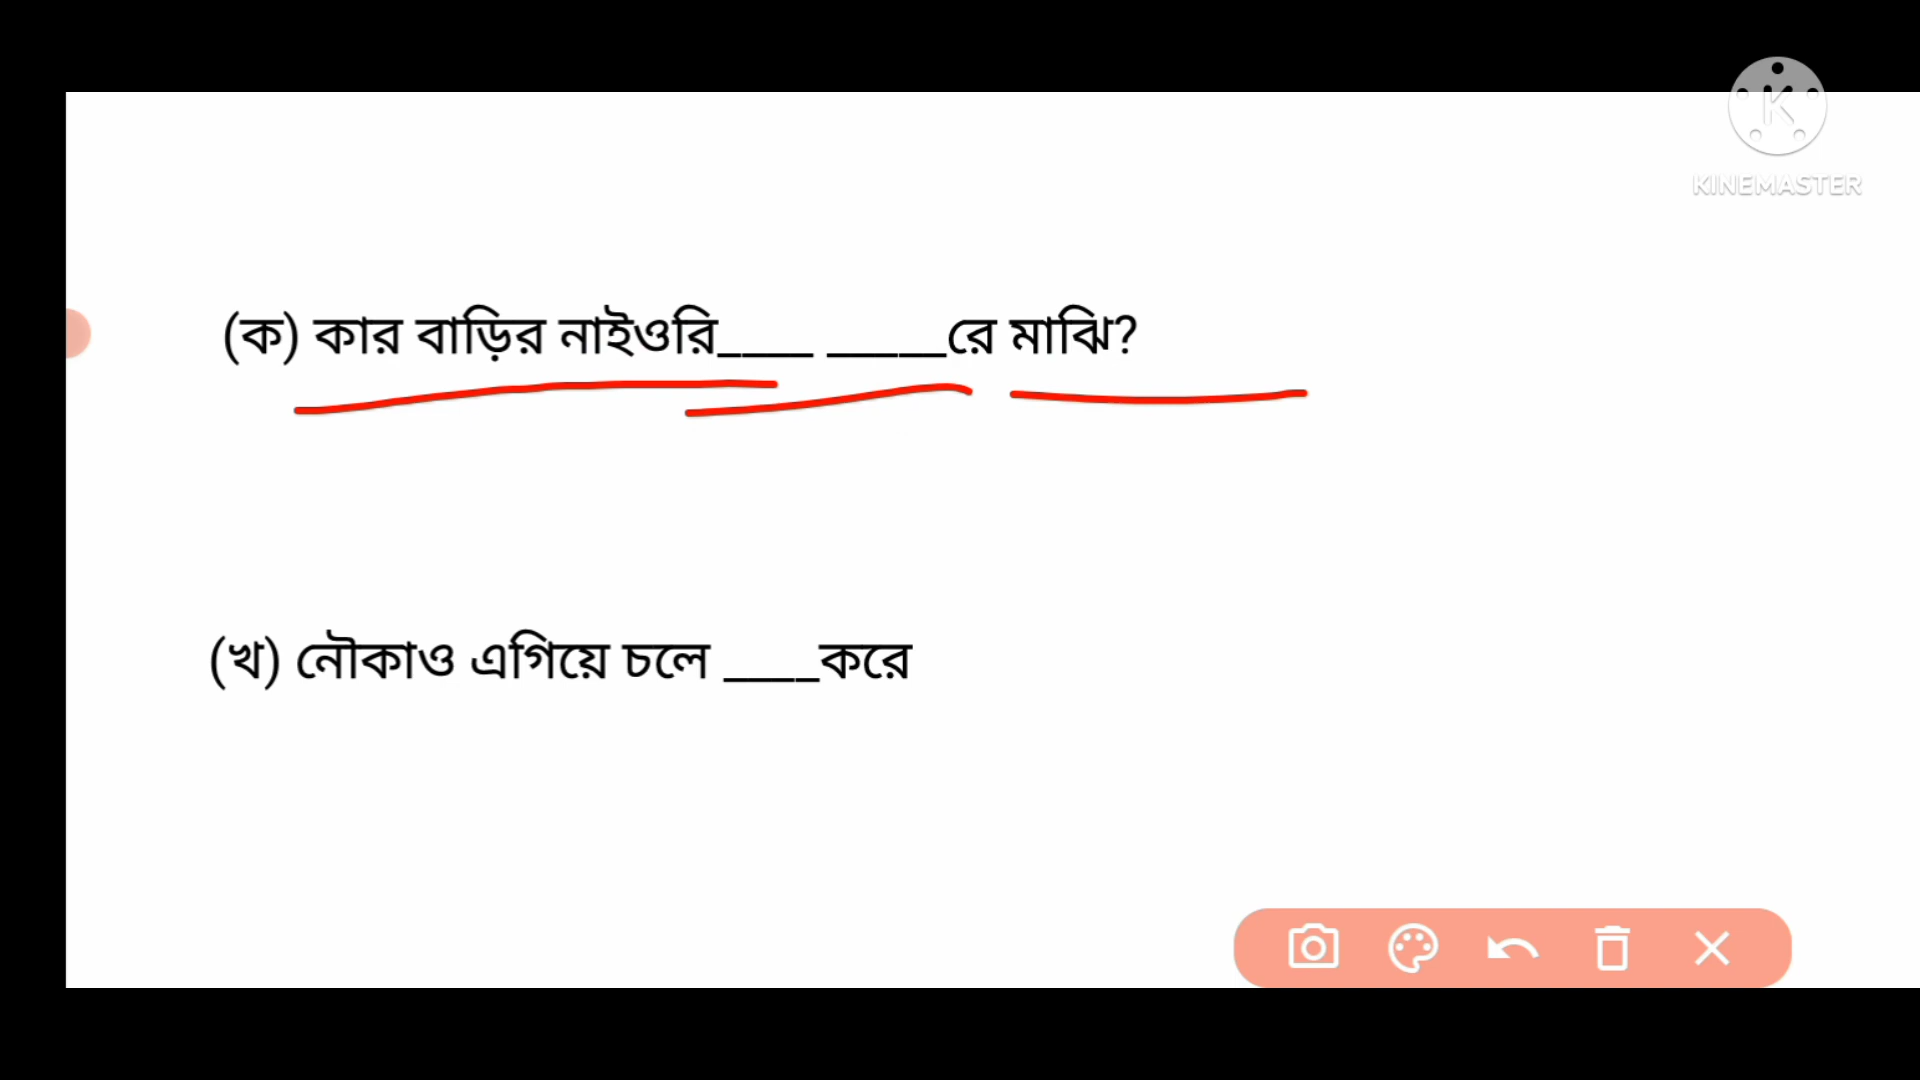 KINEMASTER
(ক) কার বাড়ির নাইওরি____ _____রে মাঝি?
(খ) নৌকাও এগিয়ে চলে ____করে